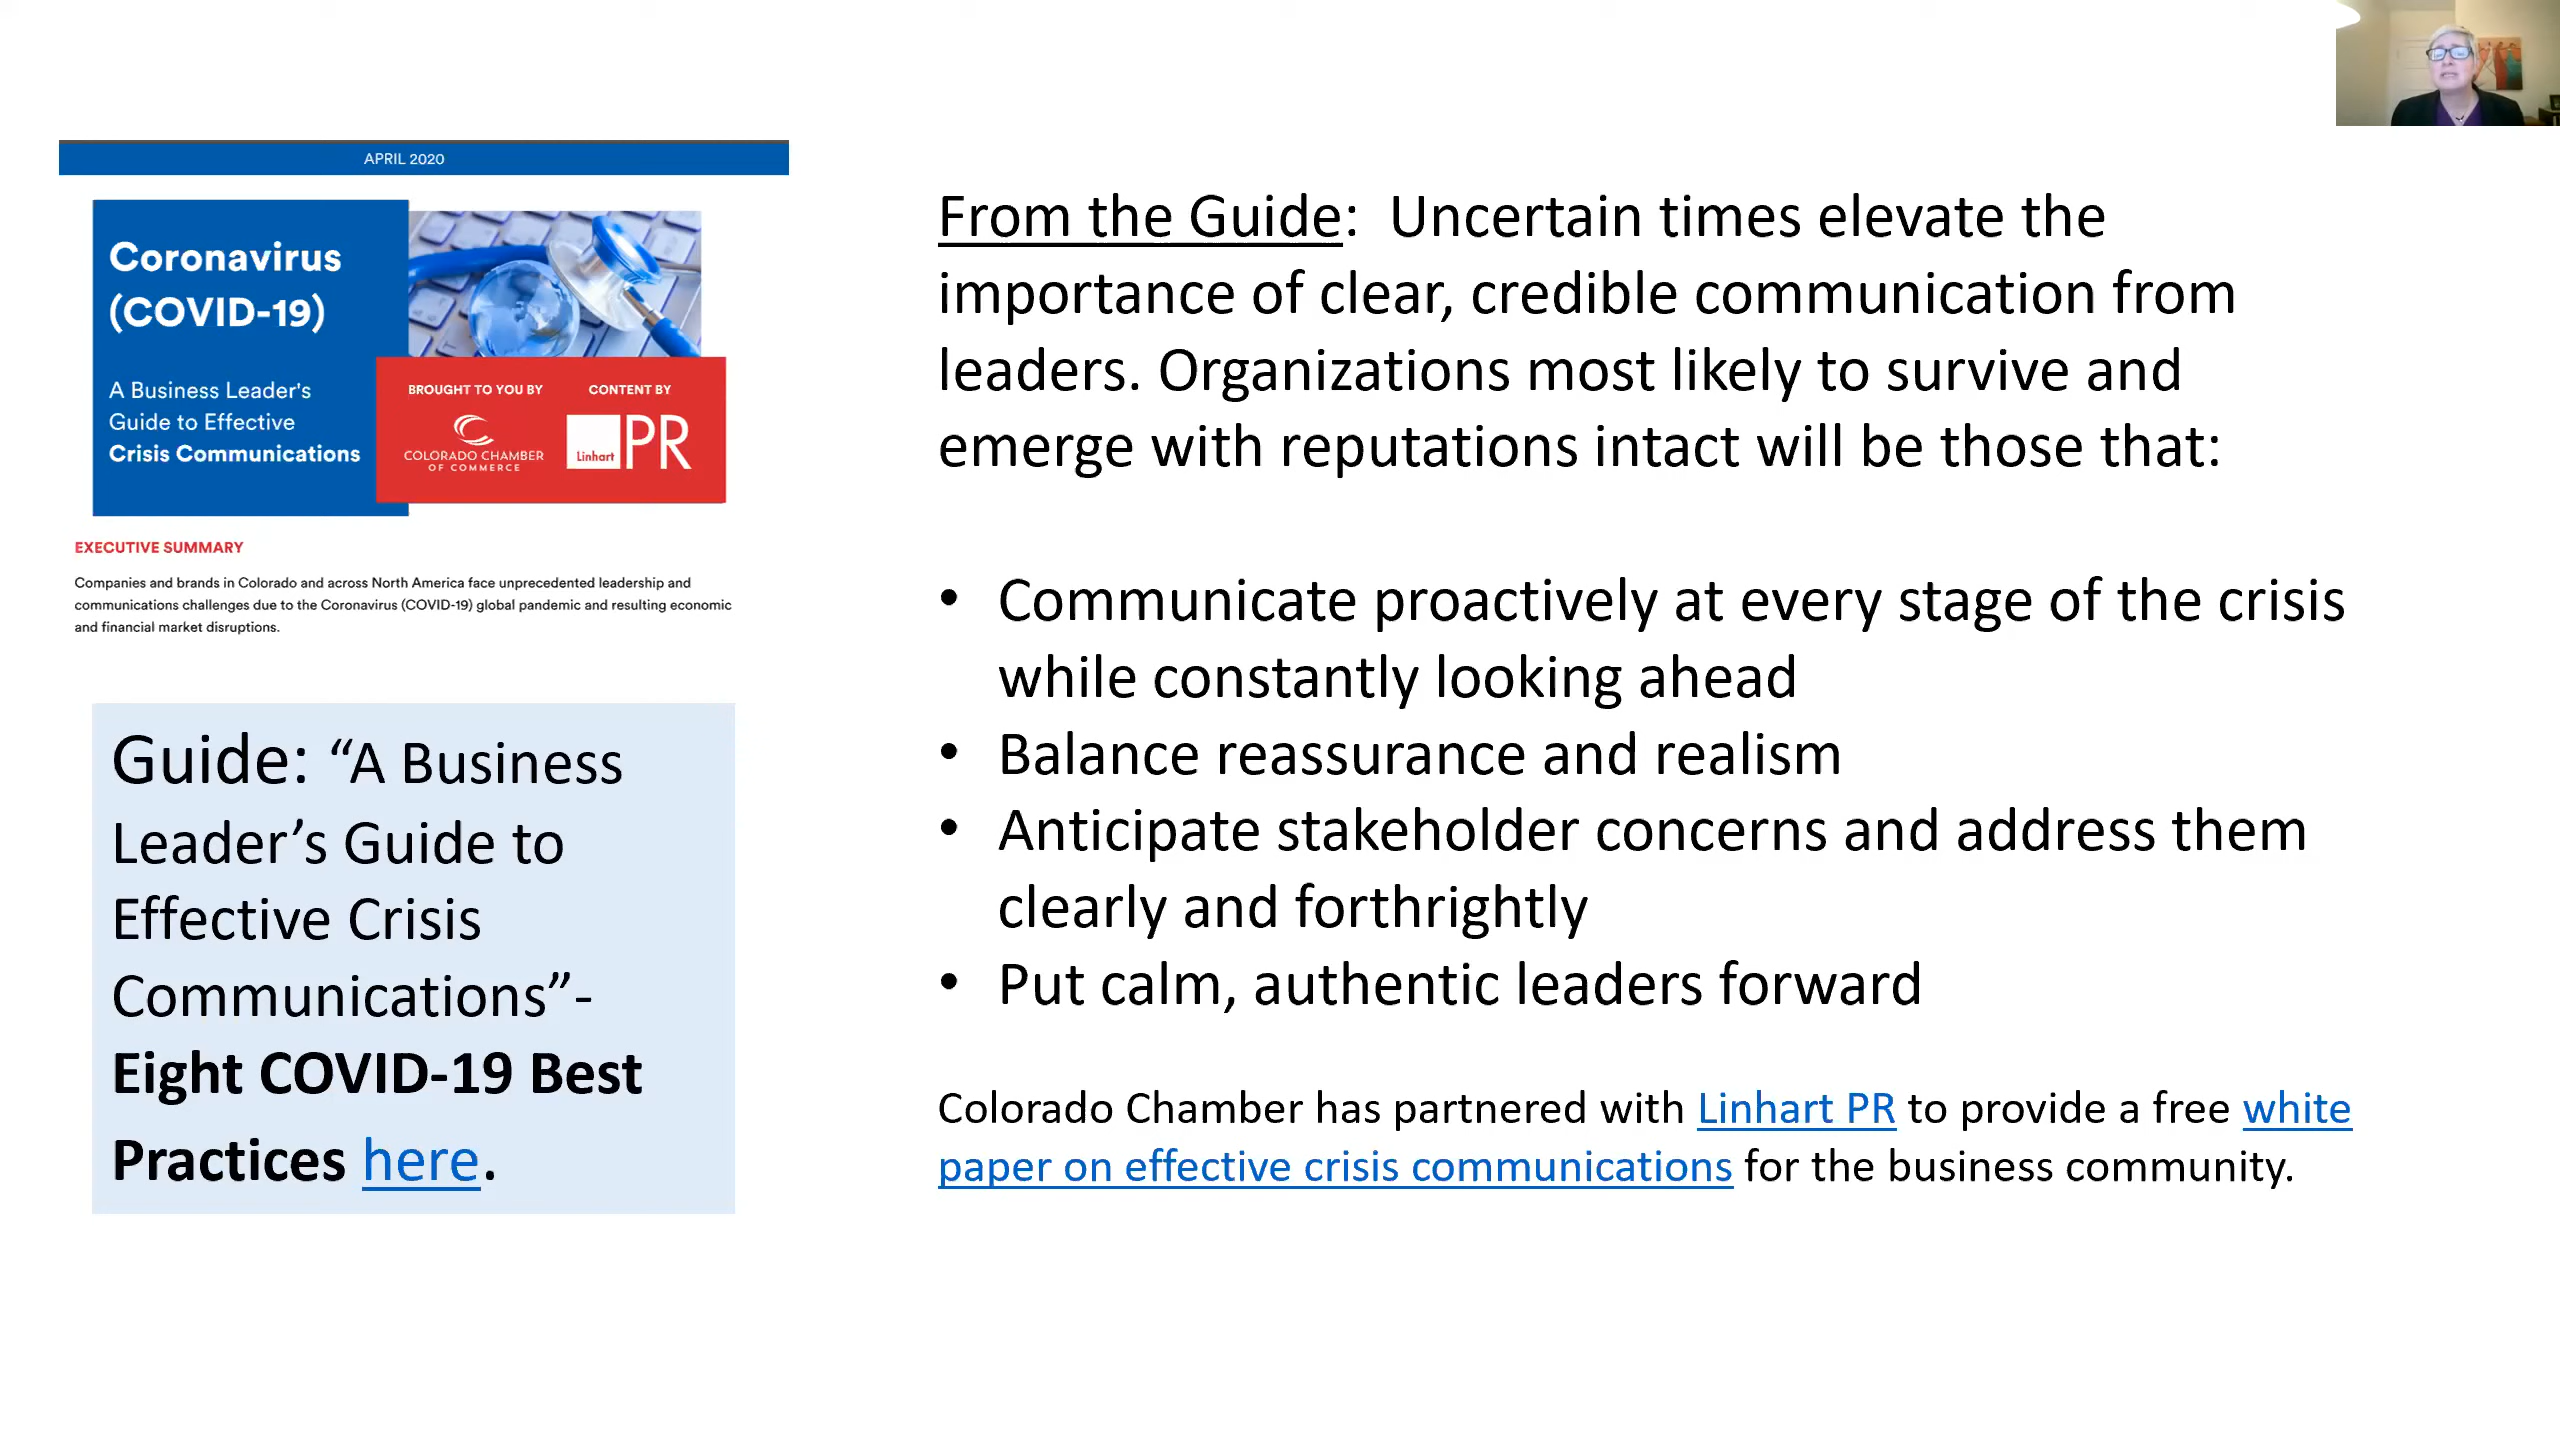 APRIL 2020
Coronavirus
(COVID-19)
A Business Leader's
Guide to Effective
Crisis Communications
BROUGHT TO YOU BY
COLORADO CHAMBER
OF COMMERCE
CONTENT BY
Linhart PR
EXECUTIVE SUMMARY
Companies and brands in Colorado and across North America face unprecedented leadership and
communications challenges due to the Coronavirus (COVID-19) global pandemic and resulting economic
and financial market disruptions.
Guide: “A Business
Leader’s Guide to
Effective Crisis
Communications”-
Eight COVID-19 Best
Practices here.
From the Guide:  Uncertain times elevate the
importance of clear, credible communication from
leaders. Organizations most likely to survive and
emerge with reputations intact will be those that:
• Communicate proactively at every stage of the crisis
while constantly looking ahead
• Balance reassurance and realism
• Anticipate stakeholder concerns and address them
clearly and forthrightly
• Put calm, authentic leaders forward
Colorado Chamber has partnered with Linhart PR to provide a free white
paper on effective crisis communications for the business community.